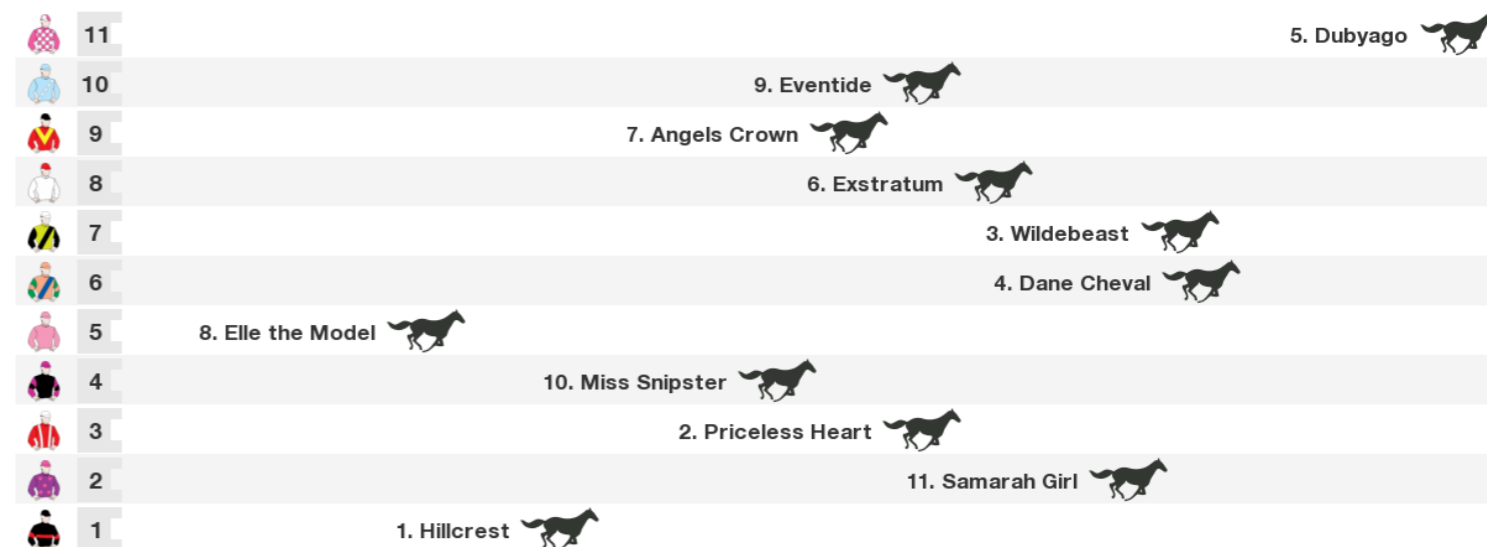 11 5. Dubyago
10 9. Eventide
9 7. Angels Crown
8 6. Exstratum
7 3. Wildebeast
6 4. Dane Cheval
5 8. Elle the Model
4 10. Miss Snipster
3 2. Priceless Heart
2 11. Samarah Girl
1 1. Hillcrest